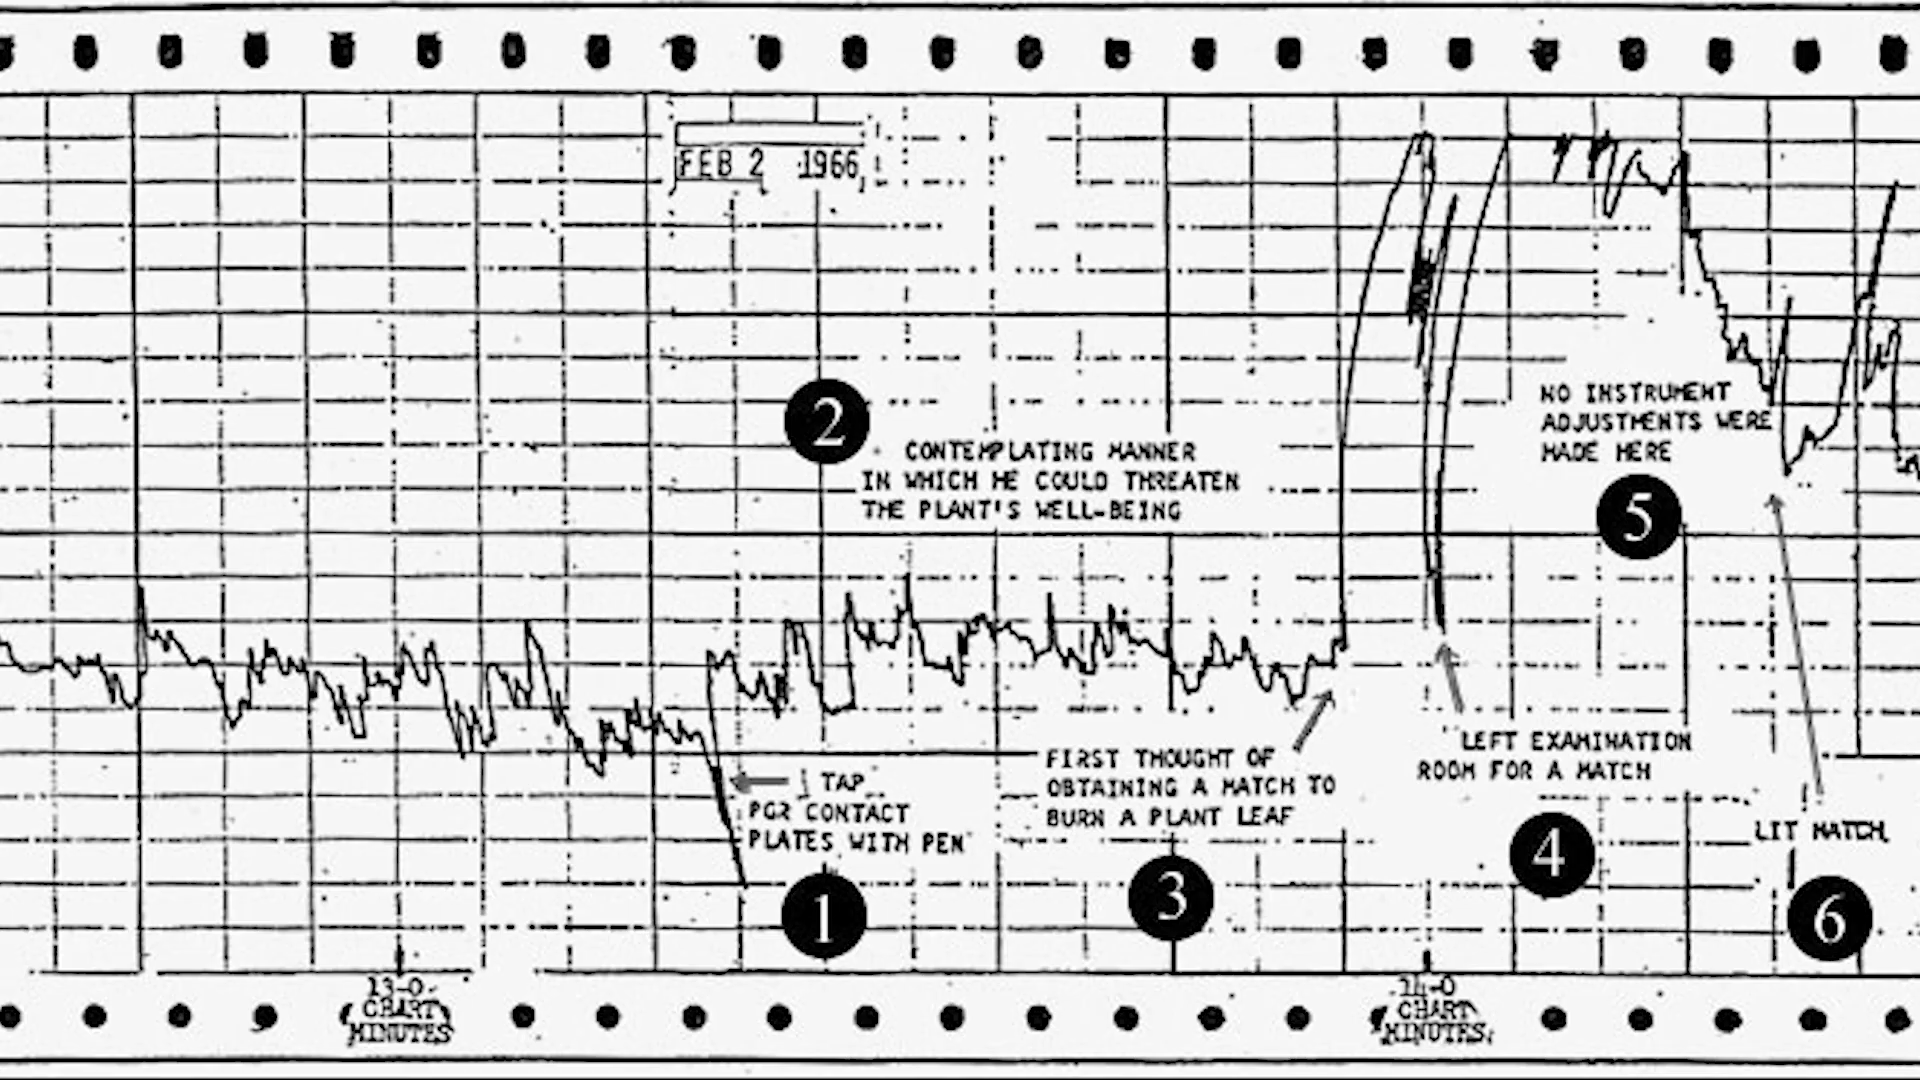 FEB 2 1966
2
CONTEMPLATING MANNER
IN WHICH HE COULD THREATEN
THE PLANT'S WELL-BEING
NO INSTRUMENT
ADJUSTMENTS WERE
MADE HERE
5
TAP
PGR CONTACT
PLATES WITH PEN
1
FIRST THOUGHT OF
OBTAINING A MATCH TO
BURN A PLANT LEAF
3
LEFT EXAMINATION
ROOM FOR A MATCH
4
LIT MATCH
6
13-0
CHART
MINUTES
14-0
CHART
MINUTES